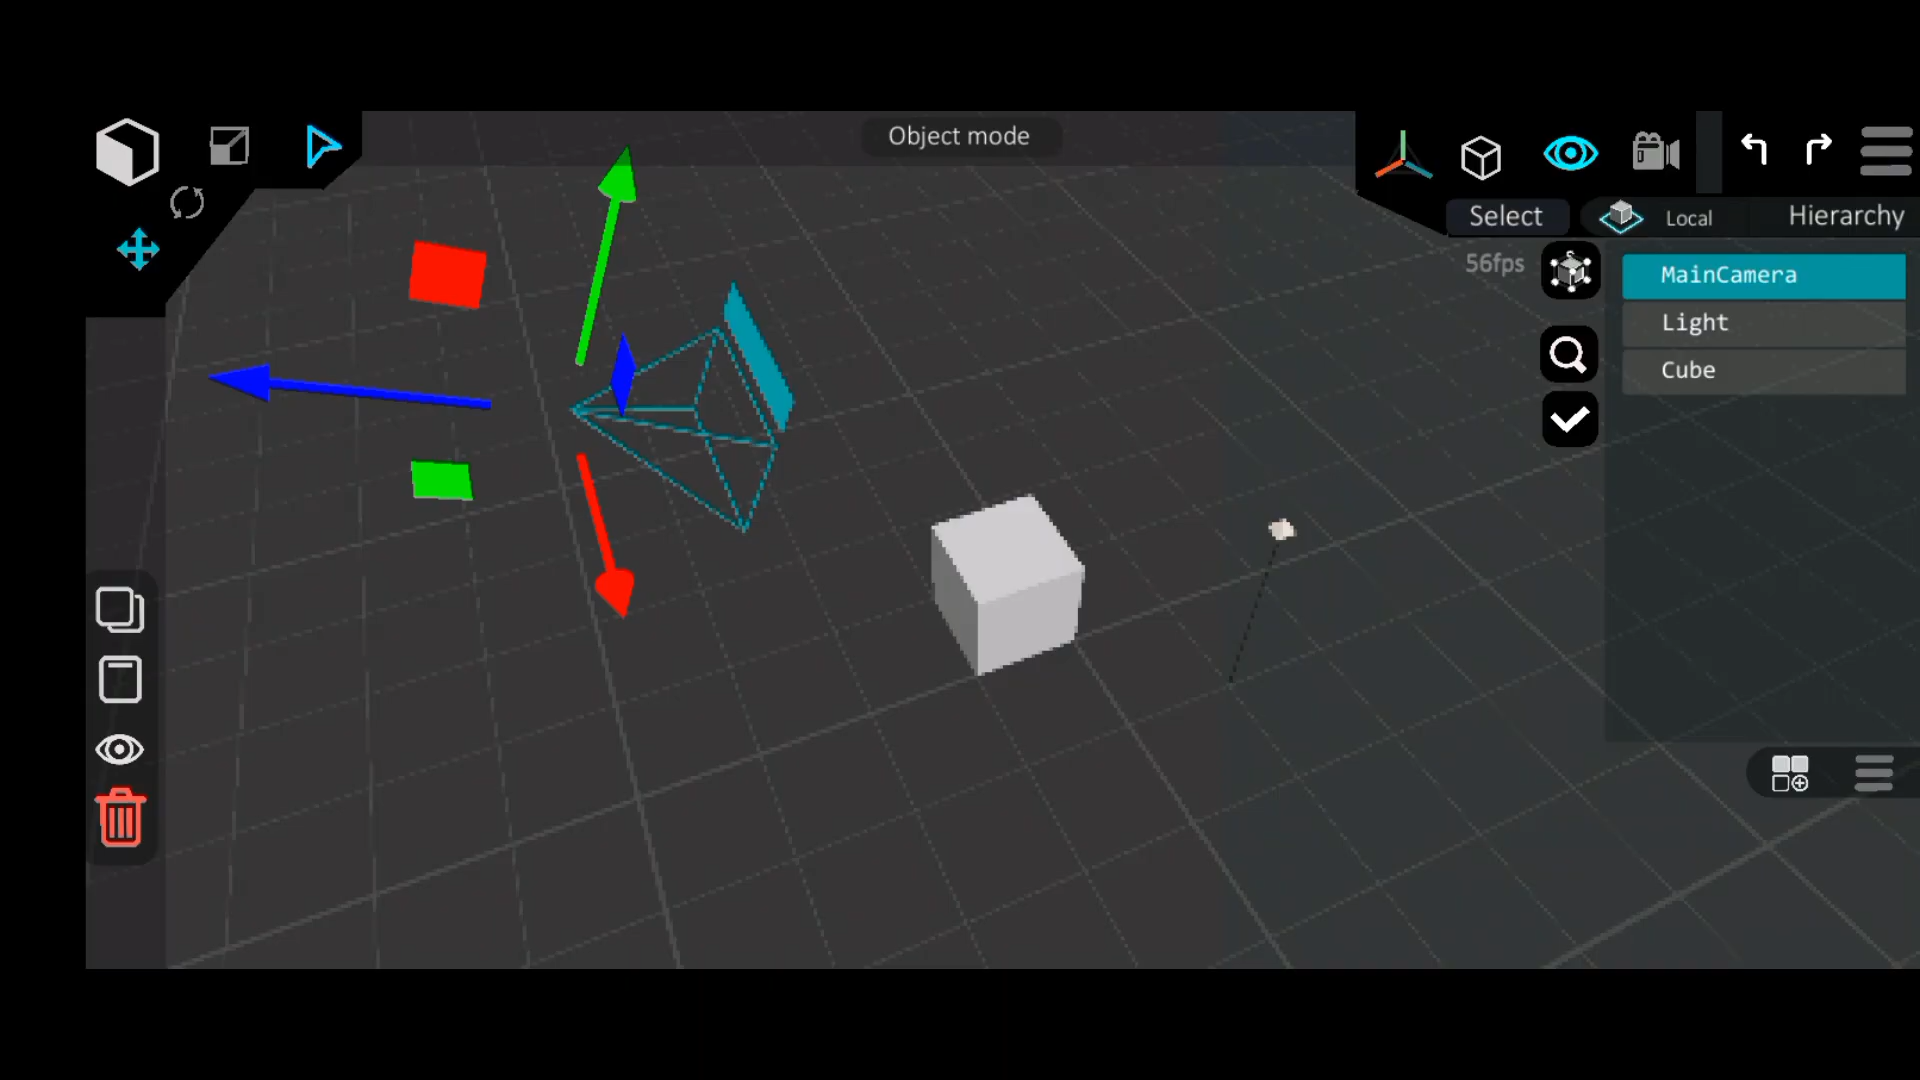 Object mode
Select
Local
Hierarchy
56fps
MainCamera
Light
Cube